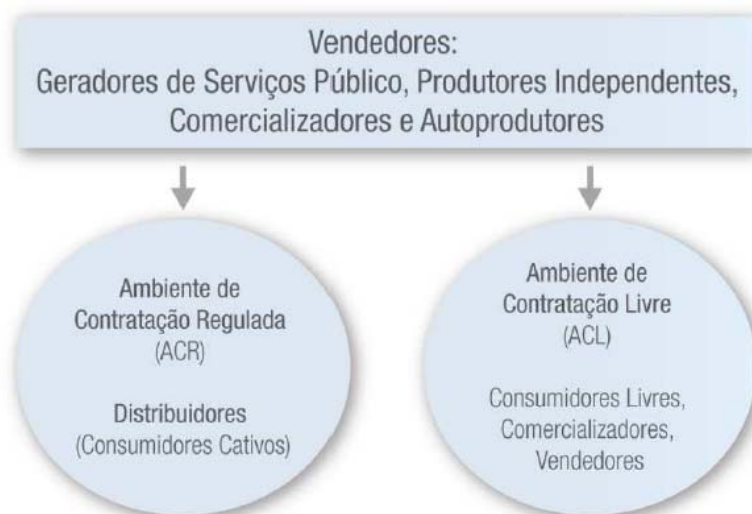 Vendedores:
Geradores de Serviços Público, Produtores Independentes,
Comercializadores e Autoprodutores
Ambiente de
Contratação Regulada
(ACR)
Distribuidores
(Consumidores Cativos)
Ambiente de
Contratação Livre
(ACL)
Consumidores Livres,
Comercializadores,
Vendedores